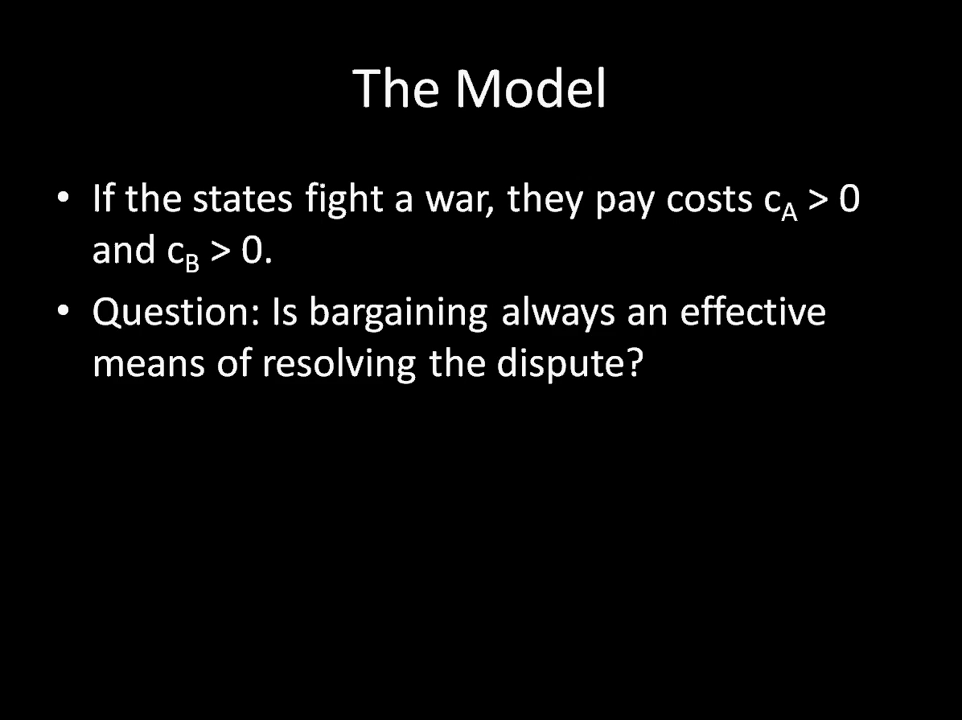 The Model
• If the states fight a war, they pay costs c_A > 0
and c_B > 0.
• Question: Is bargaining always an effective
means of resolving the dispute?